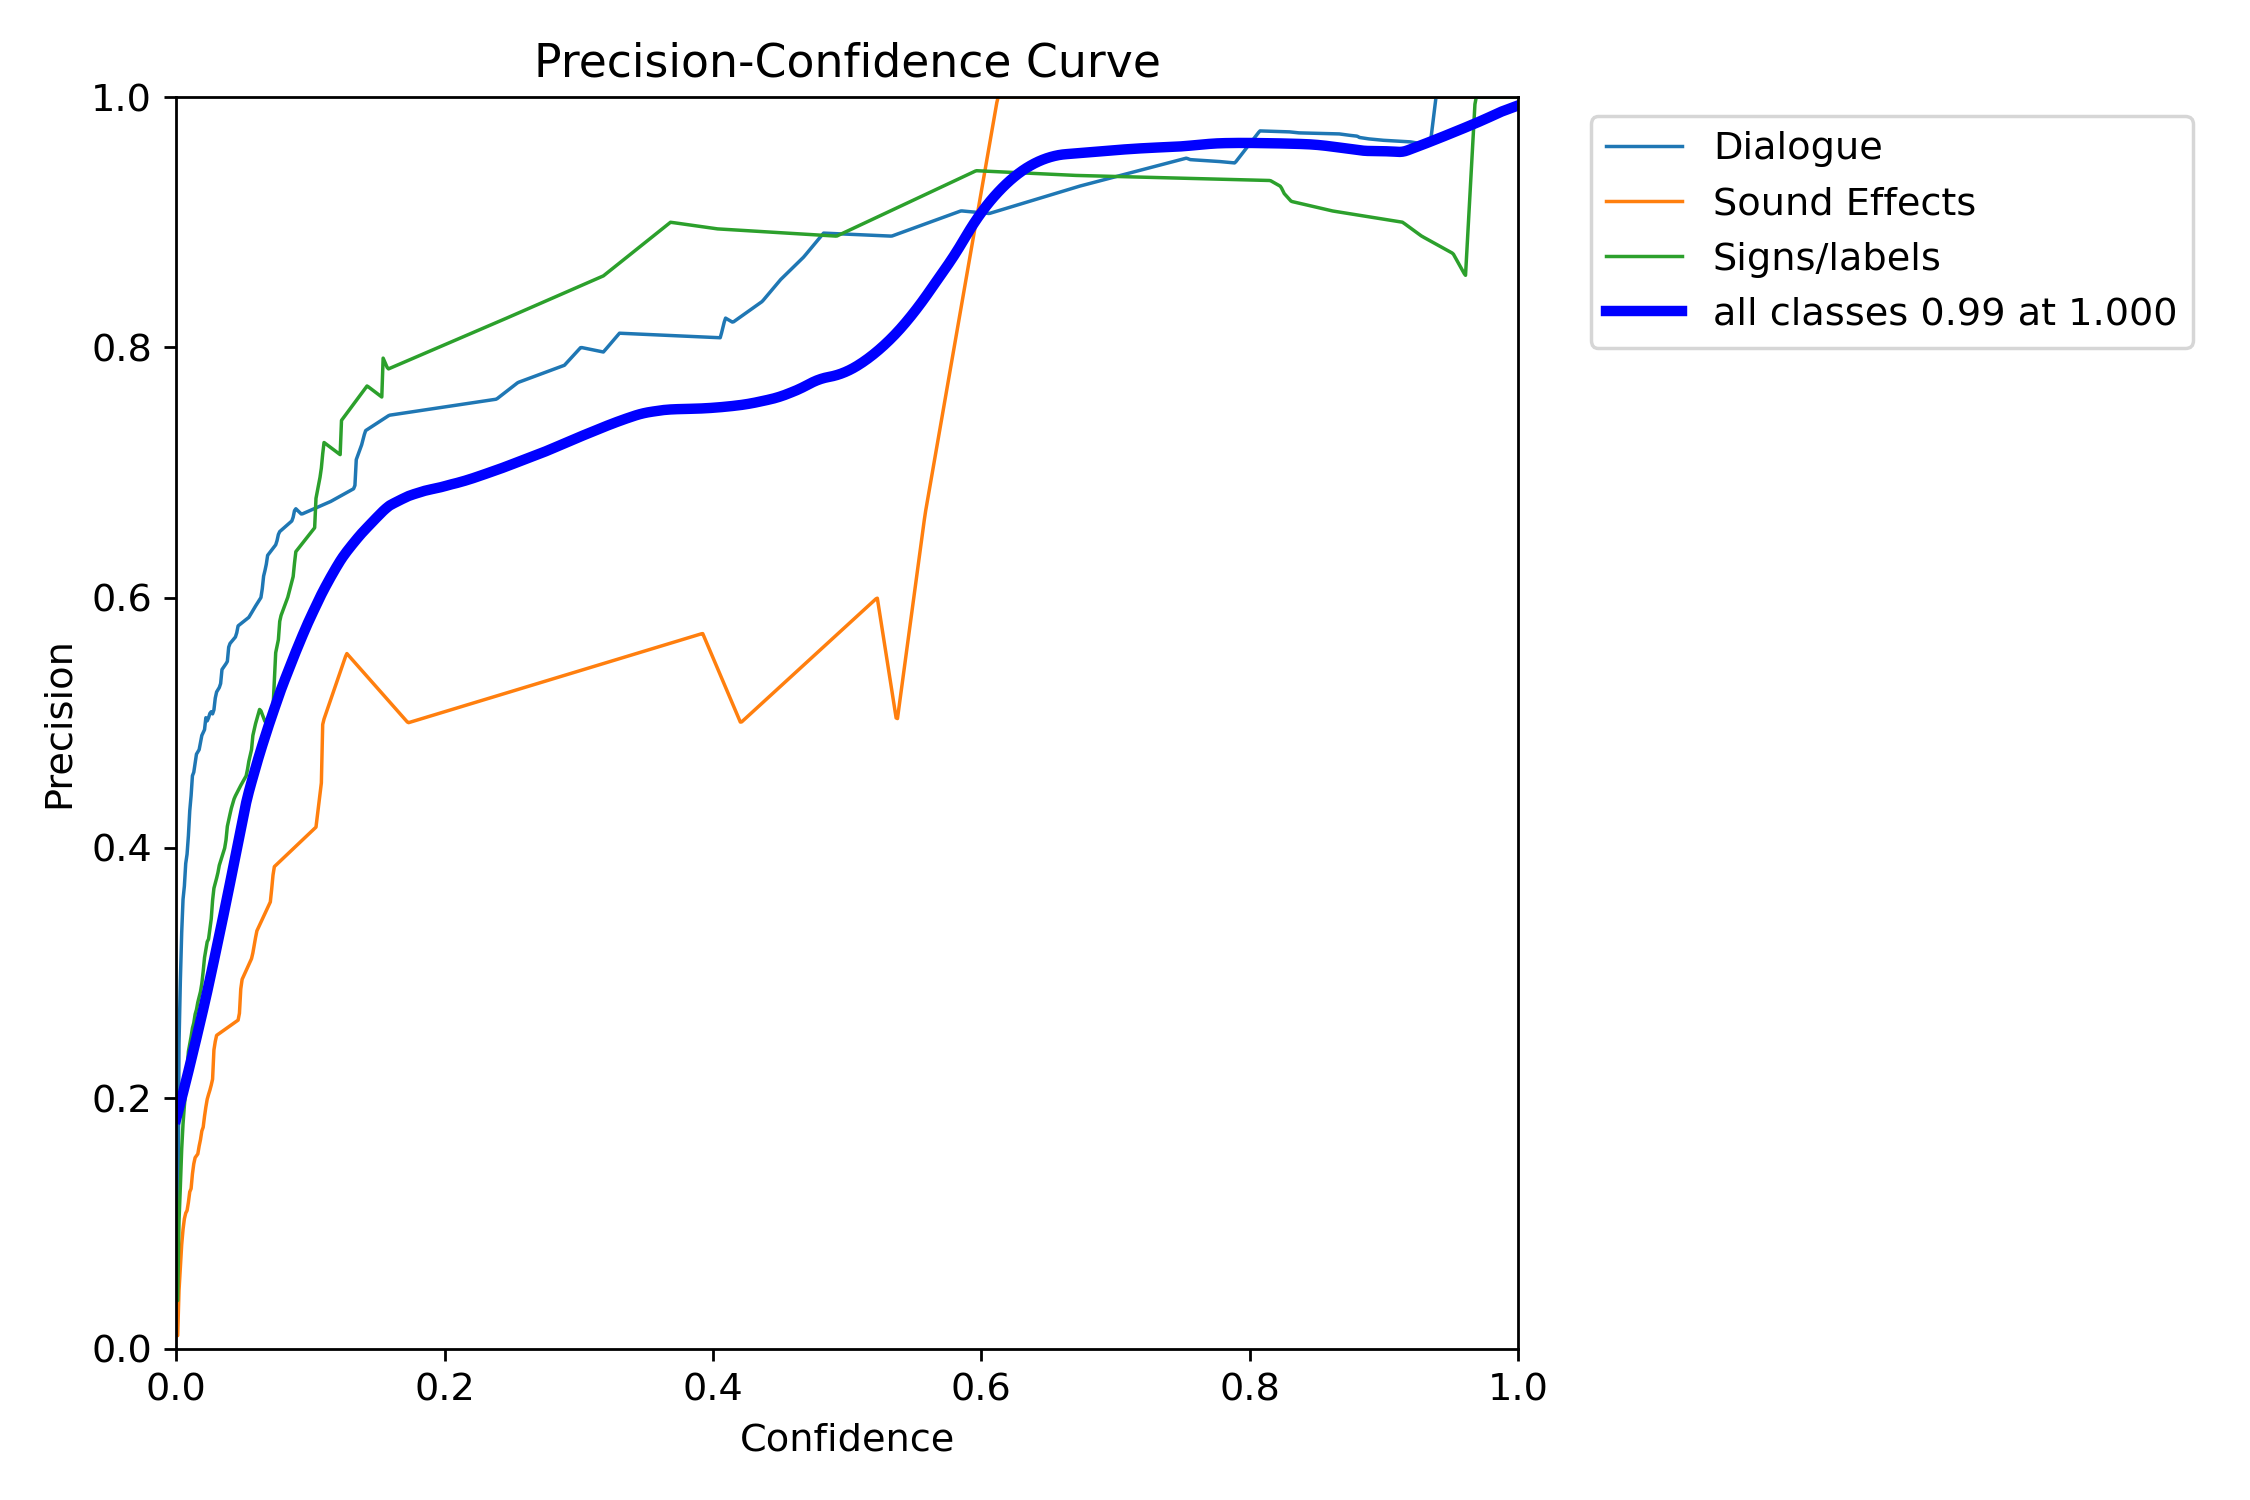 Precision-Confidence Curve
1.0
0.8
0.6
0.4
0.2
0.0
Precision
0.0 0.2 0.4 0.6 0.8 1.0
Confidence
Dialogue
Sound Effects
Signs/labels
all classes 0.99 at 1.000